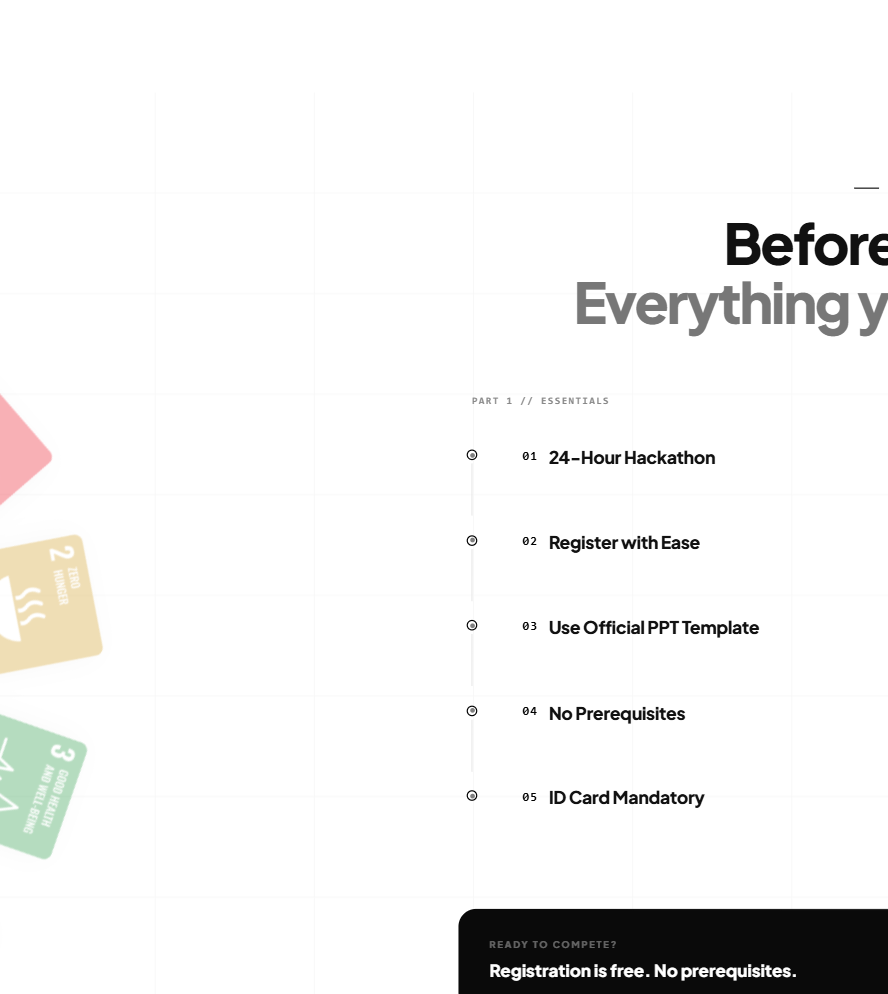 Before
Everything y
PART 1 // ESSENTIALS
01 24-Hour Hackathon
02 Register with Ease
03 Use Official PPT Template
04 No Prerequisites
05 ID Card Mandatory
2 ZERO
HUNGER
3 GOOD HEALTH
AND WELL-BEING
READY TO COMPETE?
Registration is free. No prerequisites.